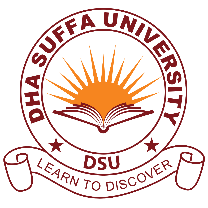 DHA SUFFA UNIVERSITY
DSU
LEARN TO DISCOVER